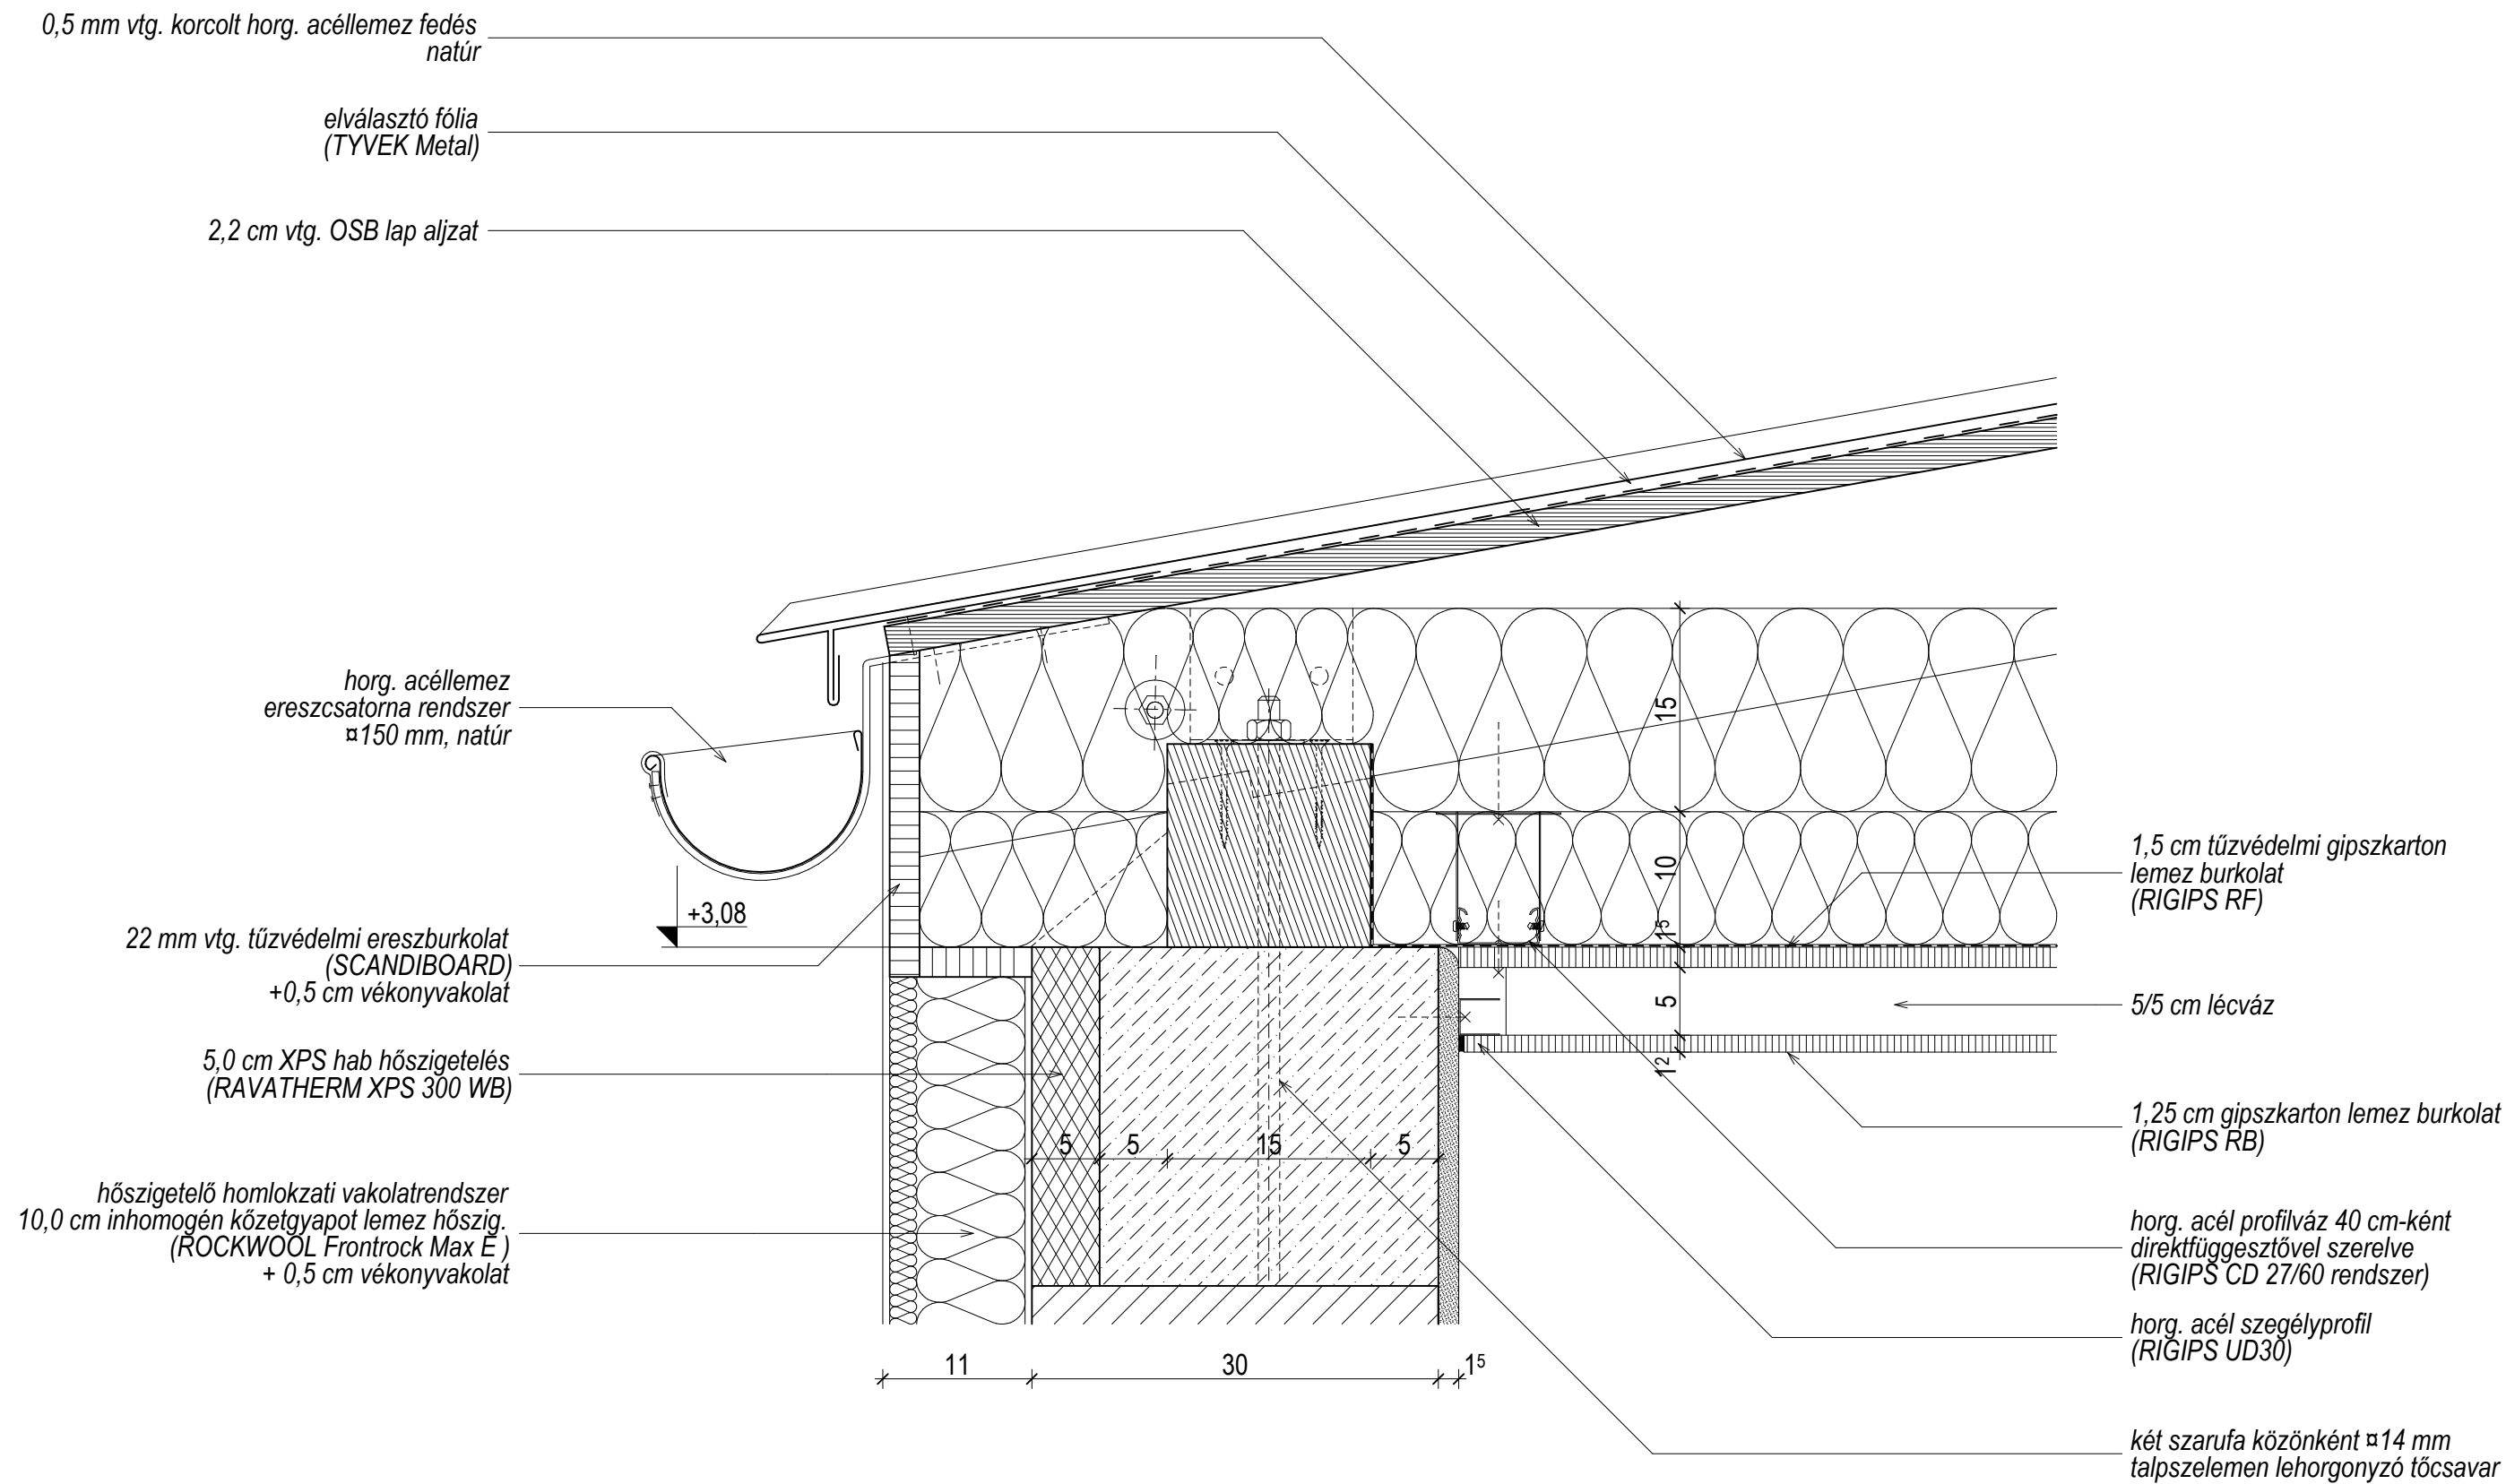 0,5 mm vtg. korcolt horg. acéllemez fedés
natúr
elválasztó fólia
(TYVEK Metal)
2,2 cm vtg. OSB lap aljzat
horg. acéllemez
ereszcsatorna rendszer
¤150 mm, natúr
+3,08
22 mm vtg. tűzvédelmi ereszburkolat
(SCANDIBOARD)
+0,5 cm vékonyvakolat
5,0 cm XPS hab hőszigetelés
(RAVATHERM XPS 300 WB)
hőszigetelő homlokzati vakolatrendszer
10,0 cm inhomogén kőzetgyapot lemez hőszig.
(ROCKWOOL Frontrock Max E )
+ 0,5 cm vékonyvakolat
15
10
1⁵
5
1²
5 5 15 5
11 30 1⁵
1,5 cm tűzvédelmi gipszkarton
lemez burkolat
(RIGIPS RF)
5/5 cm lécváz
1,25 cm gipszkarton lemez burkolat
(RIGIPS RB)
horg. acél profilváz 40 cm-ként
direktfüggesztővel szerelve
(RIGIPS CD 27/60 rendszer)
horg. acél szegélyprofil
(RIGIPS UD30)
két szarufa közönként ¤14 mm
talpszelemen lehorgonyzó tőcsavar